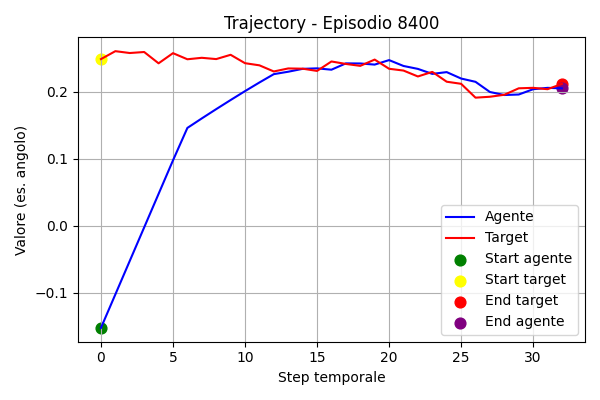 Trajectory - Episodio 8400
Valore (es. angolo)
0.2
0.1
0.0
−0.1
0
5
10
15
20
25
30
Step temporale
Agente
Target
Start agente
Start target
End target
End agente